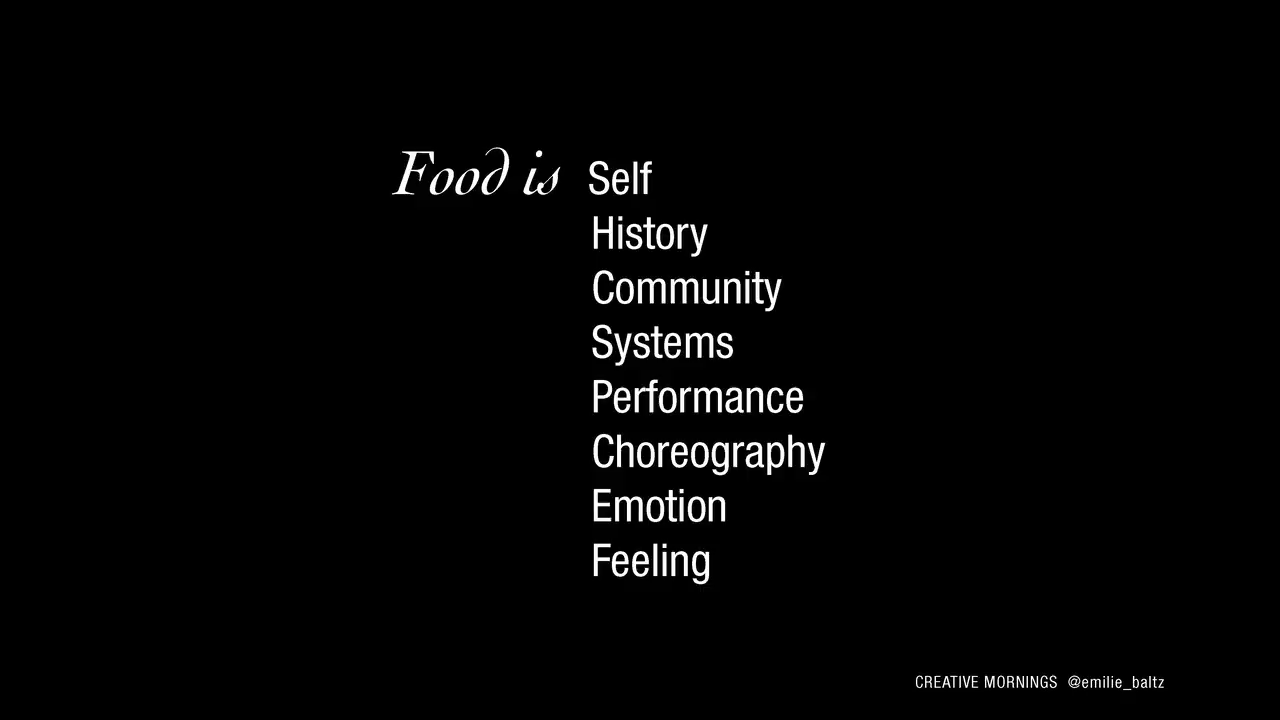 Food is Self
History
Community
Systems
Performance
Choreography
Emotion
Feeling
CREATIVE MORNINGS @emilie_baltz